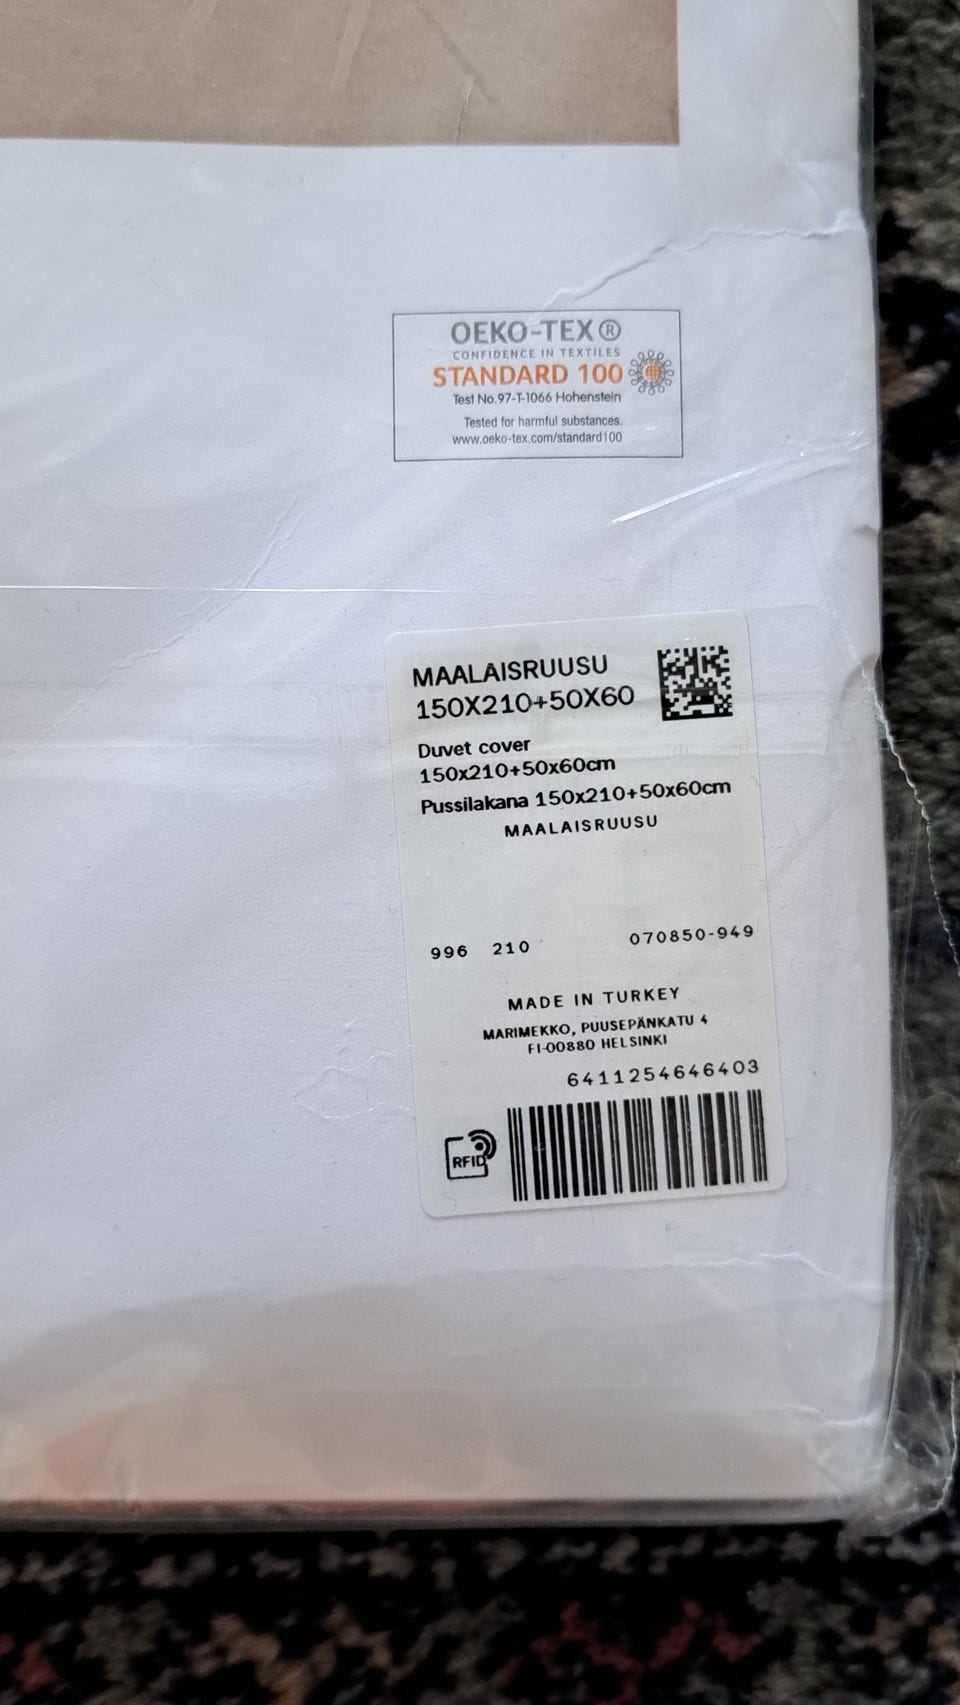 OEKO-TEX®
CONFIDENCE IN TEXTILES
STANDARD 100
Test No.97-T-1066 Hohenstein
Tested for harmful substances.
www.oeko-tex.com/standard100
MAALAISRUUSU
150X210+50X60
Duvet cover
150x210+50x60cm
Pussilakana 150x210+50x60cm
MAALAISRUUSU
996 210 070850-949
MADE IN TURKEY
MARIMEKKO, PUUSEPÄNKATU 4
FI-00880 HELSINKI
6411254646403
RFID